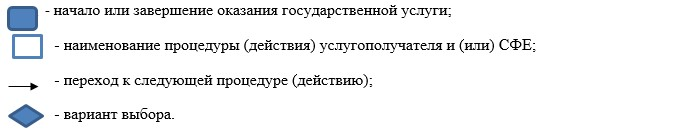 - начало или завершение оказания государственной услуги;
- наименование процедуры (действия) услугополучателя и (или) СФЕ;
- переход к следующей процедуре (действию);
- вариант выбора.